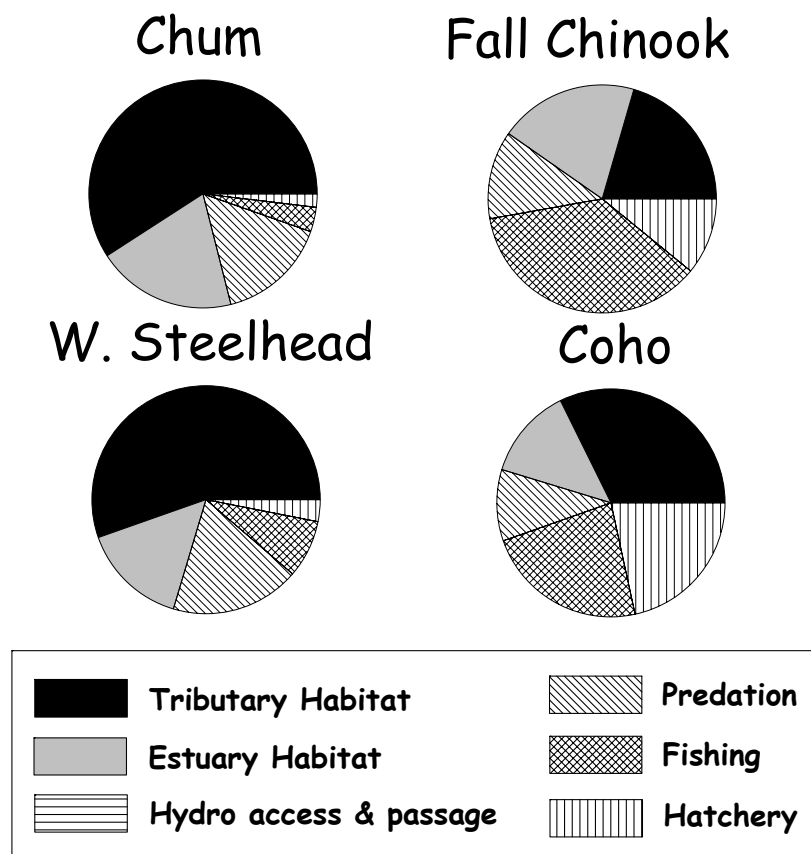 Chum
Fall Chinook
W. Steelhead
Coho
Tributary Habitat
Estuary Habitat
Hydro access & passage
Predation
Fishing
Hatchery